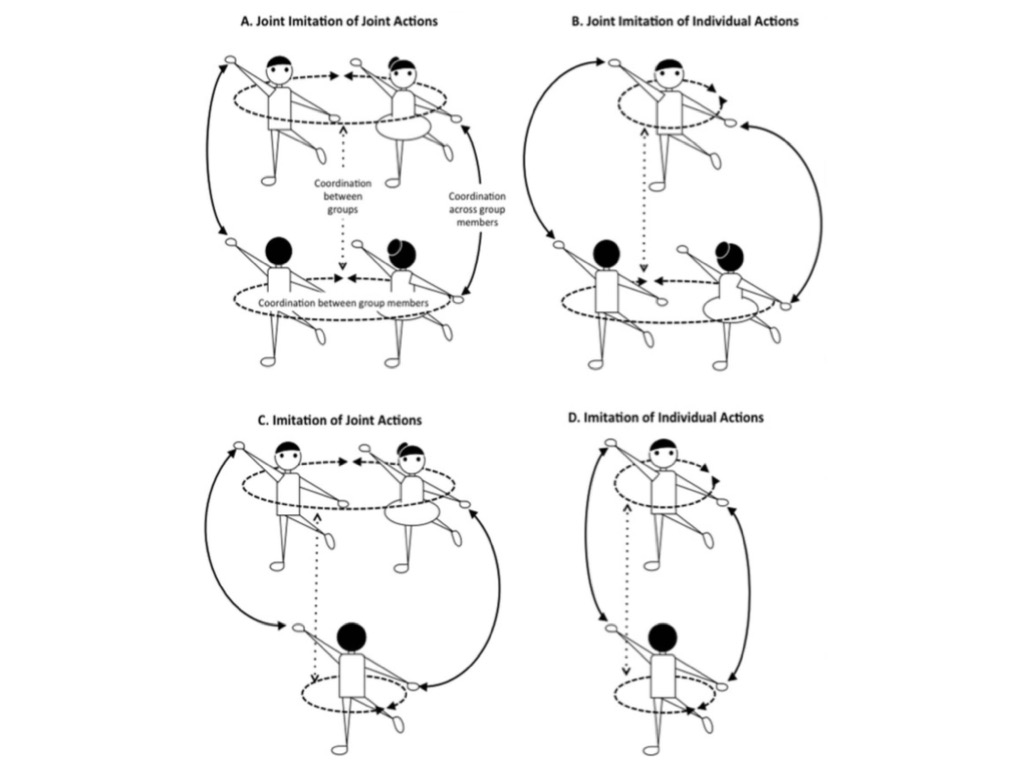 A. Joint Imitation of Joint Actions
B. Joint Imitation of Individual Actions
Coordination
between
groups
Coordination
across group
members
Coordination between group members
C. Imitation of Joint Actions
D. Imitation of Individual Actions